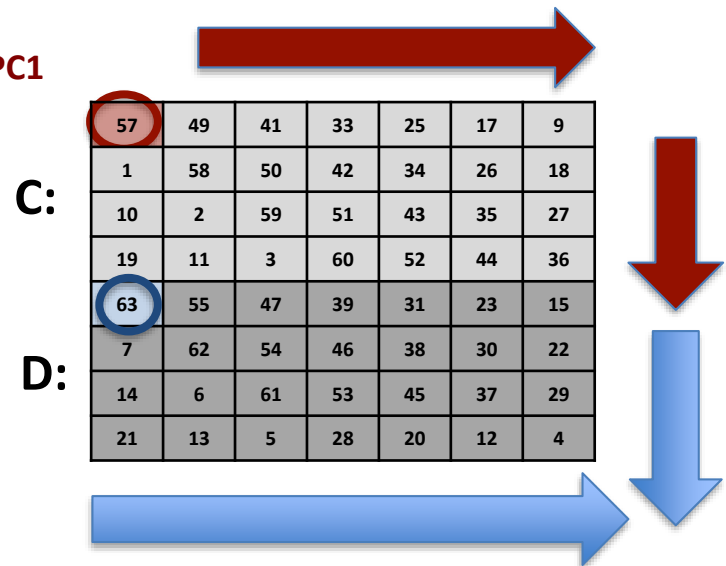 PC1
57 49 41 33 25 17 9
1 58 50 42 34 26 18
C:
10 2 59 51 43 35 27
19 11 3 60 52 44 36
63 55 47 39 31 23 15
7 62 54 46 38 30 22
D:
14 6 61 53 45 37 29
21 13 5 28 20 12 4